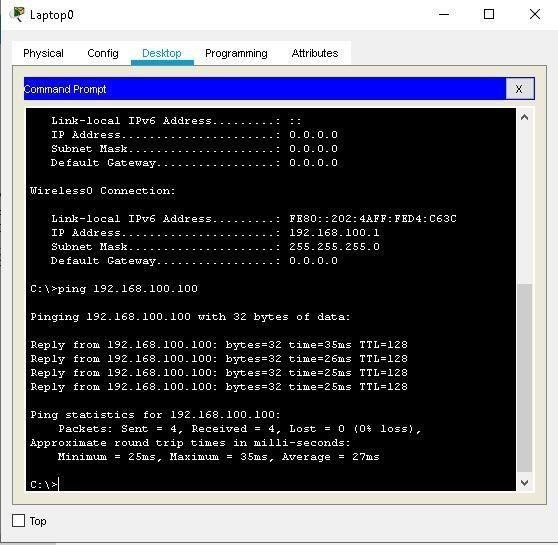 Laptop0
Physical Config Desktop Programming Attributes
Command Prompt X
Link-local IPv6 Address.........: ::
IP Address......................: 0.0.0.0
Subnet Mask.....................: 0.0.0.0
Default Gateway.................: 0.0.0.0
Wireless0 Connection:
Link-local IPv6 Address.........: FE80::202:4AFF:FED4:C63C
IP Address......................: 192.168.100.1
Subnet Mask.....................: 255.255.255.0
Default Gateway.................: 0.0.0.0
C:\>ping 192.168.100.100
Pinging 192.168.100.100 with 32 bytes of data:
Reply from 192.168.100.100: bytes=32 time=35ms TTL=128
Reply from 192.168.100.100: bytes=32 time=26ms TTL=128
Reply from 192.168.100.100: bytes=32 time=25ms TTL=128
Reply from 192.168.100.100: bytes=32 time=25ms TTL=128
Ping statistics for 192.168.100.100:
Packets: Sent = 4, Received = 4, Lost = 0 (0% loss),
Approximate round trip times in milli-seconds:
Minimum = 25ms, Maximum = 35ms, Average = 27ms
C:\>
Top